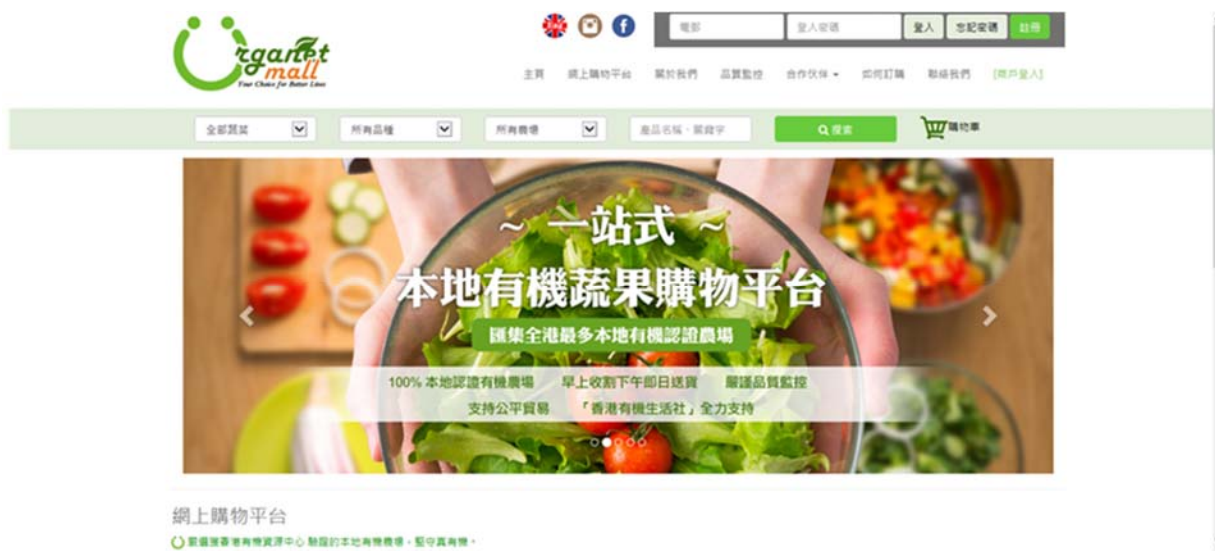 Eng
電郵 登入密碼 登入 忘記密碼 註冊
Organet
mall
Your Choice for Better Lives
主頁 網上購物平台 關於我們 品質監控 合作伙伴 如何訂購 聯絡我們 [商戶登入]
全部蔬菜 所有品種 所有農場 產品名稱、關鍵字 搜索 購物車
~ 一站式 ~
本地有機蔬果購物平台
匯集全港最多本地有機認證農場
100% 本地認證有機農場 早上收割下午即日送貨 嚴謹品質監控
支持公平貿易 「香港有機生活社」全力支持
網上購物平台
嚴選獲香港有機資源中心 驗證的本地有機農場，堅守真有機。